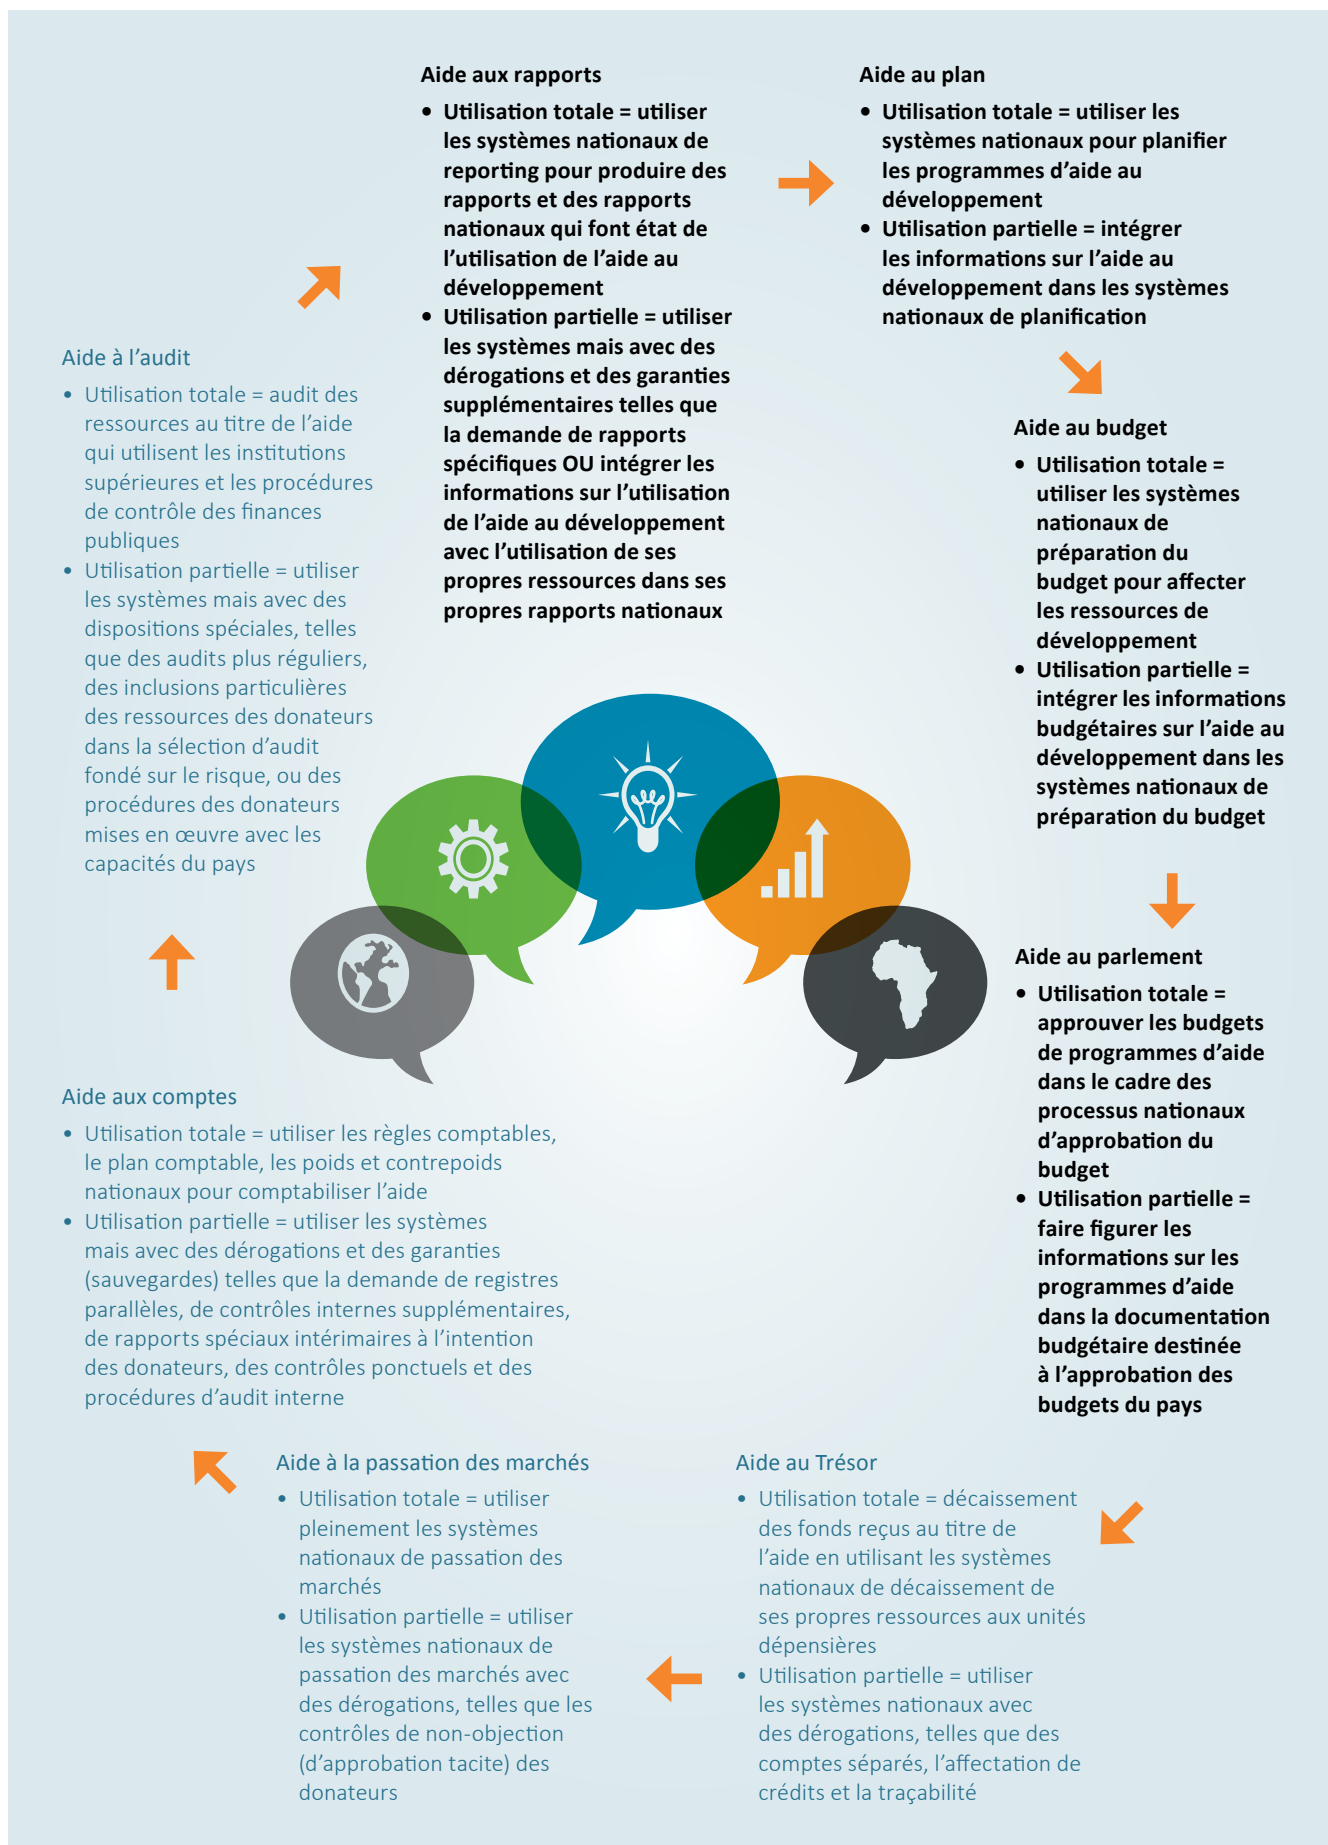 Aide aux rapports
• Utilisation totale = utiliser
les systèmes nationaux de
reporting pour produire des
rapports et des rapports
nationaux qui font état de
l’utilisation de l’aide au
développement
• Utilisation partielle = utiliser
les systèmes mais avec des
dérogations et des garanties
supplémentaires telles que
la demande de rapports
spécifiques OU intégrer les
informations sur l’utilisation
de l’aide au développement
avec l’utilisation de ses
propres ressources dans ses
propres rapports nationaux
Aide au plan
• Utilisation totale = utiliser les
systèmes nationaux pour planifier
les programmes d’aide au
développement
• Utilisation partielle = intégrer
les informations sur l’aide au
développement dans les systèmes
nationaux de planification
Aide au budget
• Utilisation totale =
utiliser les systèmes
nationaux de
préparation du
budget pour affecter
les ressources de
développement
• Utilisation partielle =
intégrer les informations
budgétaires sur l’aide au
développement dans les
systèmes nationaux de
préparation du budget
Aide au parlement
• Utilisation totale =
approuver les budgets
de programmes d’aide
dans le cadre des
processus nationaux
d’approbation du
budget
• Utilisation partielle =
faire figurer les
informations sur les
programmes d’aide
dans la documentation
budgétaire destinée
à l’approbation des
budgets du pays
Aide au Trésor
• Utilisation totale = décaissement
des fonds reçus au titre de
l’aide en utilisant les systèmes
nationaux de décaissement de
ses propres ressources aux unités
dépensières
• Utilisation partielle = utiliser
les systèmes nationaux avec
des dérogations, telles que des
comptes séparés, l’affectation de
crédits et la traçabilité
Aide à la passation des marchés
• Utilisation totale = utiliser
pleinement les systèmes
nationaux de passation des
marchés
• Utilisation partielle = utiliser
les systèmes nationaux de
passation des marchés avec
des dérogations, telles que les
contrôles de non-objection
(d’approbation tacite) des
donateurs
Aide aux comptes
• Utilisation totale = utiliser les règles comptables,
le plan comptable, les poids et contrepoids
nationaux pour comptabiliser l’aide
• Utilisation partielle = utiliser les systèmes
mais avec des dérogations et des garanties
(sauvegardes) telles que la demande de registres
parallèles, de contrôles internes supplémentaires,
de rapports spéciaux intérimaires à l’intention
des donateurs, des contrôles ponctuels et des
procédures d’audit interne
Aide à l’audit
• Utilisation totale = audit des
ressources au titre de l’aide
qui utilisent les institutions
supérieures et les procédures
de contrôle des finances
publiques
• Utilisation partielle = utiliser
les systèmes mais avec des
dispositions spéciales, telles
que des audits plus réguliers,
des inclusions particulières
des ressources des donateurs
dans la sélection d’audit
fondé sur le risque, ou des
procédures des donateurs
mises en œuvre avec les
capacités du pays